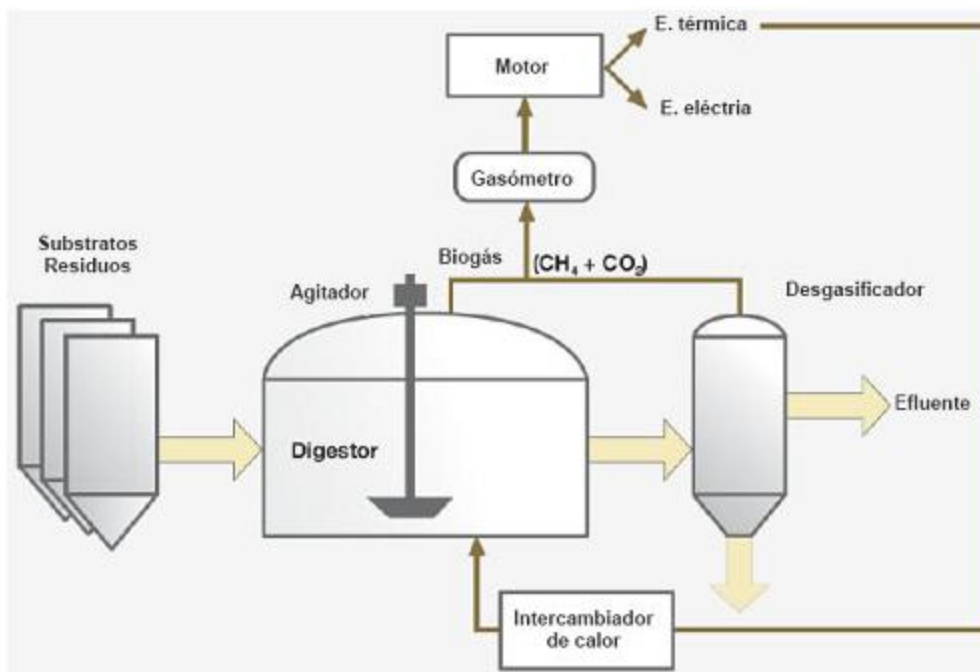 E. térmica
Motor
E. eléctria
Gasómetro
Substratos
Residuos
Biogás
(CH₄ + CO₂)
Agitador
Desgasificador
Efluente
Digestor
Intercambiador
de calor